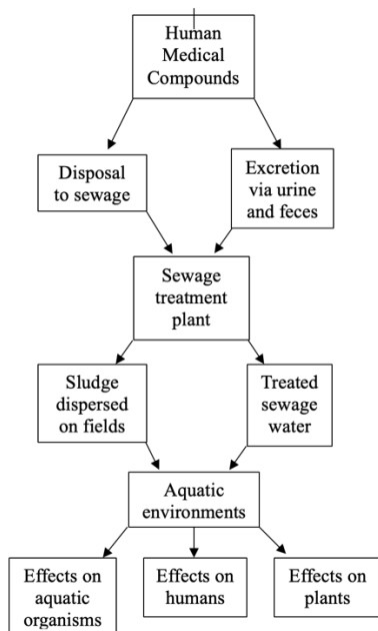 Human
Medical
Compounds
Disposal
to sewage
Excretion
via urine
and feces
Sewage
treatment
plant
Sludge
dispersed
on fields
Treated
sewage
water
Aquatic
environments
Effects on
aquatic
organisms
Effects on
humans
Effects on
plants